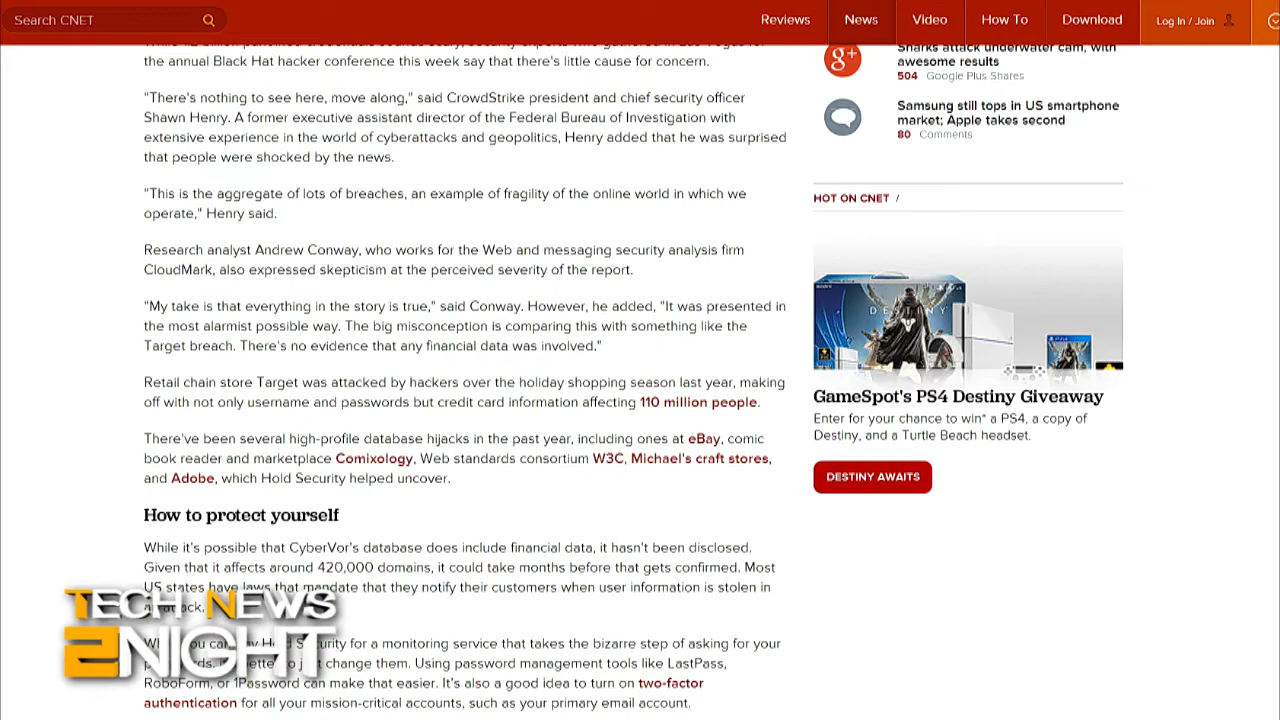 Search CNET
Reviews
News
Video
How To
Download
Log In / Join
the annual Black Hat hacker conference this week say that there's little cause for concern.
"There's nothing to see here, move along," said CrowdStrike president and chief security officer
Shawn Henry. A former executive assistant director of the Federal Bureau of Investigation with
extensive experience in the world of cyberattacks and geopolitics, Henry added that he was surprised
that people were shocked by the news.
"This is the aggregate of lots of breaches, an example of fragility of the online world in which we
operate," Henry said.
Research analyst Andrew Conway, who works for the Web and messaging security analysis firm
CloudMark, also expressed skepticism at the perceived severity of the report.
"My take is that everything in the story is true," said Conway. However, he added, "It was presented in
the most alarmist possible way. The big misconception is comparing this with something like the
Target breach. There's no evidence that any financial data was involved."
Retail chain store Target was attacked by hackers over the holiday shopping season last year, making
off with not only username and passwords but credit card information affecting 110 million people.
There've been several high-profile database hijacks in the past year, including ones at eBay, comic
book reader and marketplace Comixology, Web standards consortium W3C, Michael's craft stores,
and Adobe, which Hold Security helped uncover.
How to protect yourself
While it's possible that CyberVor's database does include financial data, it hasn't been disclosed.
Given that it affects around 420,000 domains, it could take months before that gets confirmed. Most
US states have laws that mandate that they notify their customers when user information is stolen in
for a monitoring service that takes the bizarre step of asking for your
change them. Using password management tools like LastPass,
RoboForm, or 1Password can make that easier. It's also a good idea to turn on two-factor
authentication for all your mission-critical accounts, such as your primary email account.
g+
Sharks attack underwater cam, with
awesome results
504 Google Plus Shares
Samsung still tops in US smartphone
market; Apple takes second
80 Comments
HOT ON CNET /
DESTINY
GameSpot's PS4 Destiny Giveaway
Enter for your chance to win* a PS4, a copy of
Destiny, and a Turtle Beach headset.
DESTINY AWAITS
TECH NEWS
2NIGHT